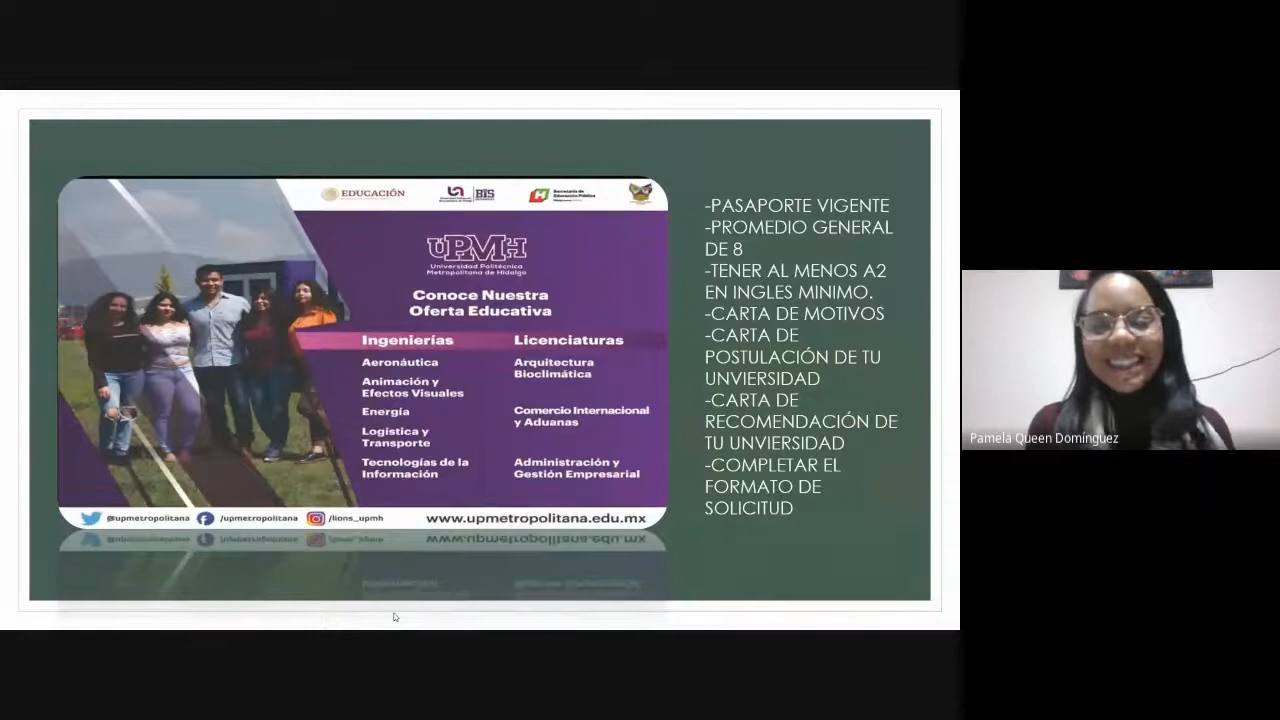 EDUCACIÓN
BIS
Secretaría de
Educación Pública
UPMH
Universidad Politécnica
Metropolitana de Hidalgo
Conoce Nuestra
Oferta Educativa
Ingenierías
Aeronáutica
Animación y
Efectos Visuales
Energía
Logística y
Transporte
Tecnologías de la
Información
Licenciaturas
Arquitectura
Bioclimática
Comercio Internacional
y Aduanas
Administración y
Gestión Empresarial
@upmetropolitana
/upmetropolitana
/lions_upmh
www.upmetropolitana.edu.mx
-PASAPORTE VIGENTE
-PROMEDIO GENERAL
DE 8
-TENER AL MENOS A2
EN INGLES MINIMO.
-CARTA DE MOTIVOS
-CARTA DE
POSTULACIÓN DE TU
UNVIERSIDAD
-CARTA DE
RECOMENDACIÓN DE
TU UNVIERSIDAD
-COMPLETAR EL
FORMATO DE
SOLICITUD
Pamela Queen Domínguez